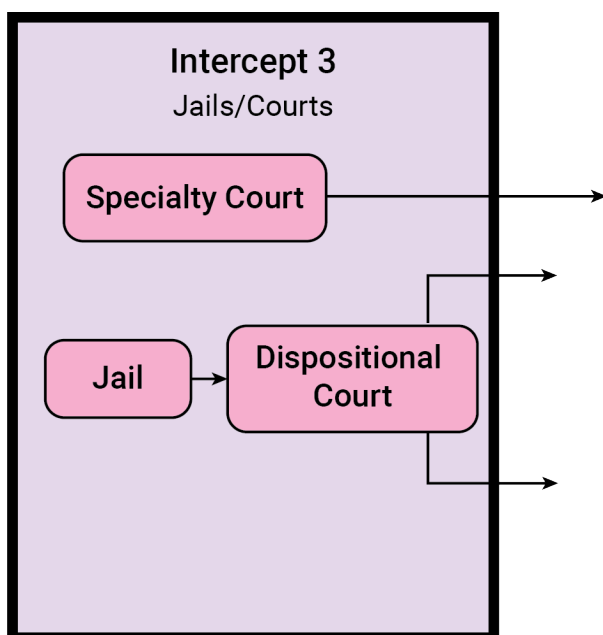 Intercept 3
Jails/Courts
Specialty Court
Jail
Dispositional
Court